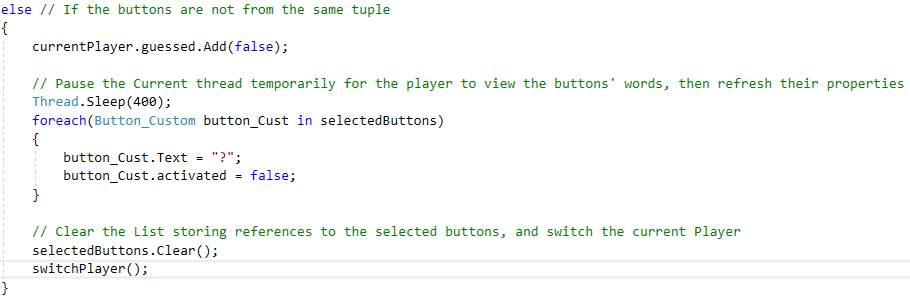 else // If the buttons are not from the same tuple
{
currentPlayer.guessed.Add(false);
// Pause the Current thread temporarily for the player to view the buttons' words, then refresh their properties
Thread.Sleep(400);
foreach(Button_Custom button_Cust in selectedButtons)
{
button_Cust.Text = "?";
button_Cust.activated = false;
}
// Clear the List storing references to the selected buttons, and switch the current Player
selectedButtons.Clear();
switchPlayer();
}